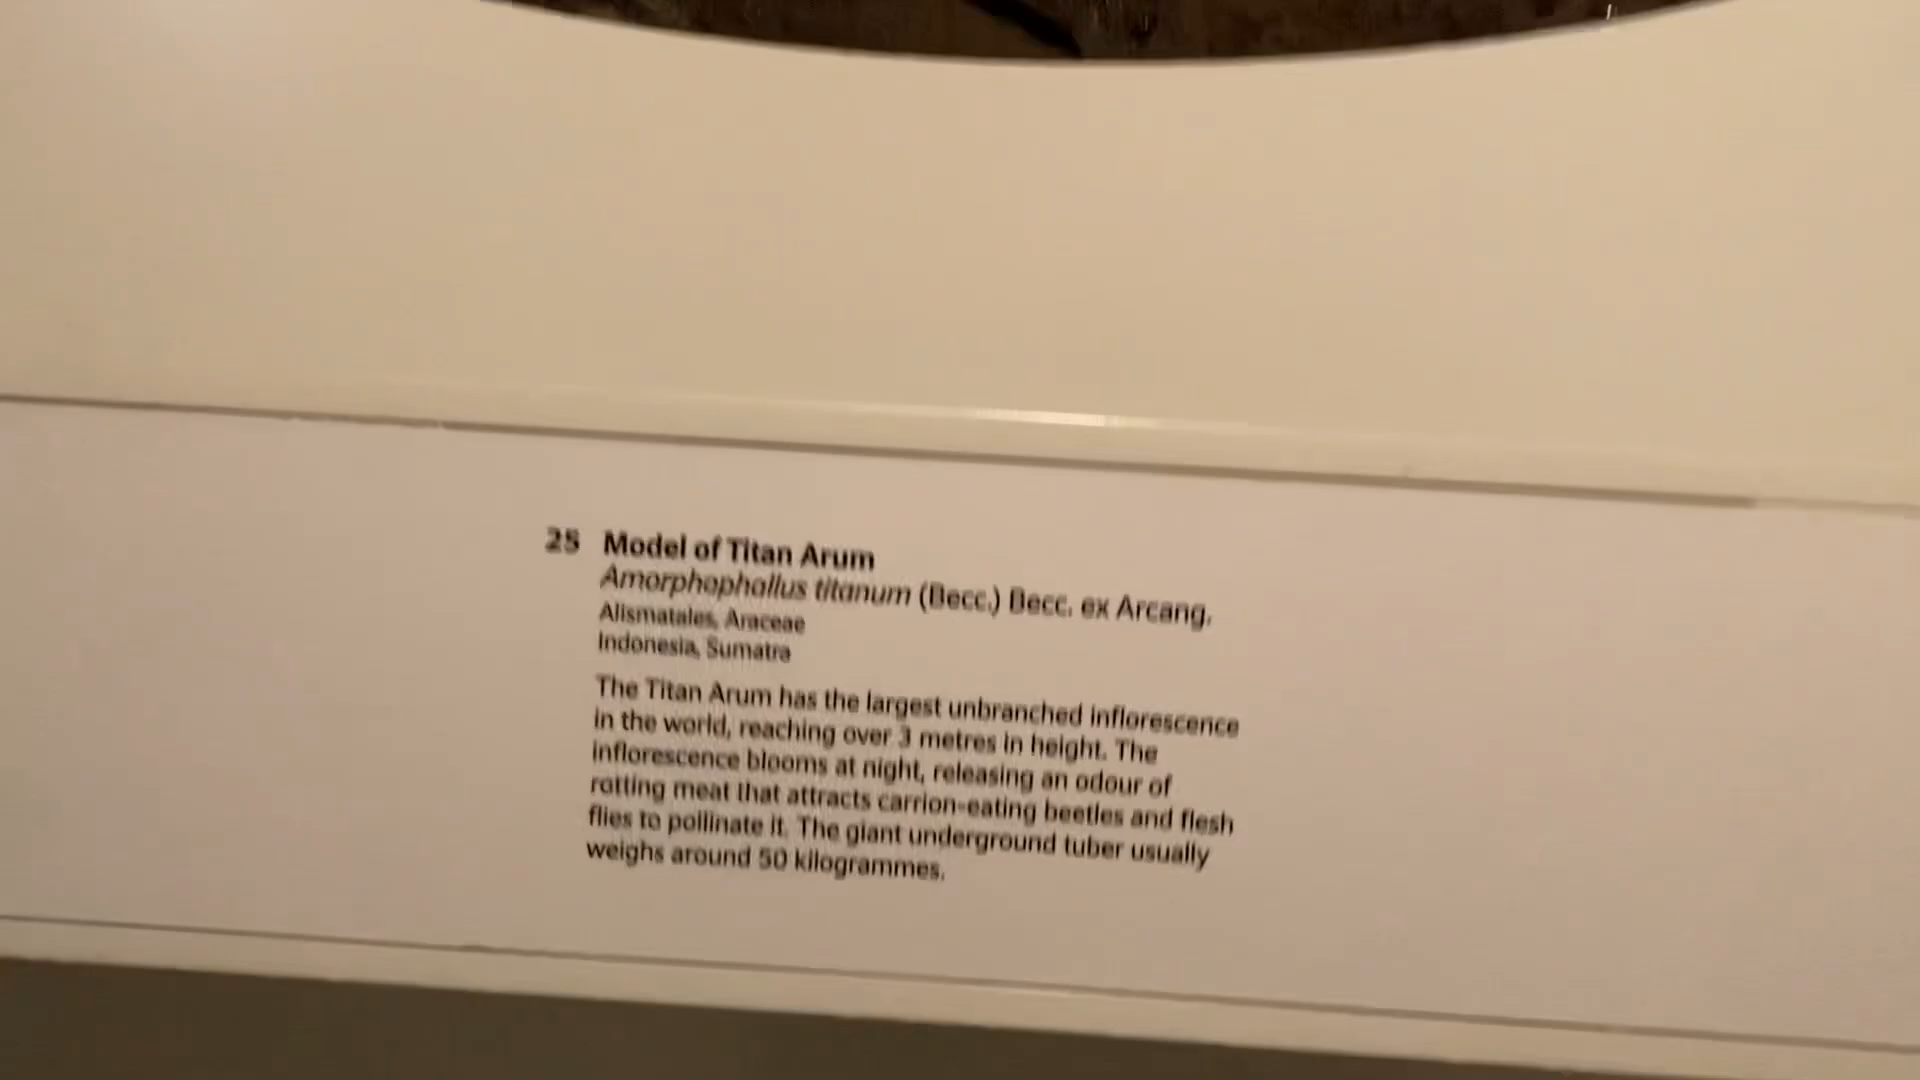 25 Model of Titan Arum
Amorphophallus titanum (Becc.) Becc. ex Arcang.
Alismatales, Araceae
Indonesia, Sumatra
The Titan Arum has the largest unbranched inflorescence
in the world, reaching over 3 metres in height. The
inflorescence blooms at night, releasing an odour of
rotting meat that attracts carrion-eating beetles and flesh
flies to pollinate it. The giant underground tuber usually
weighs around 50 kilogrammes.